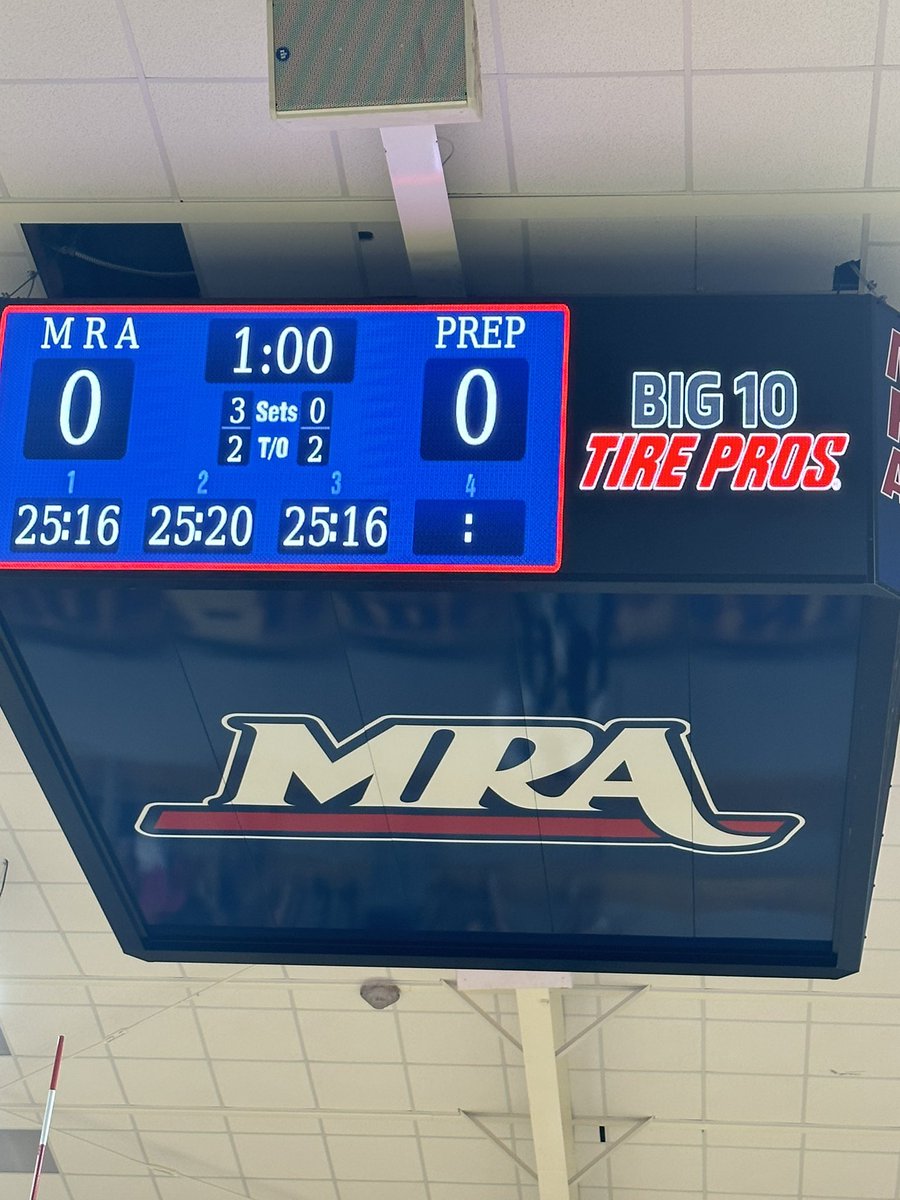 M R A 1:00 PREP
0 3 Sets 0 0
2 T/O 2
1 2 3 4
25:16 25:20 25:16 :
BIG 10
TIRE PROS
MRA
MRA